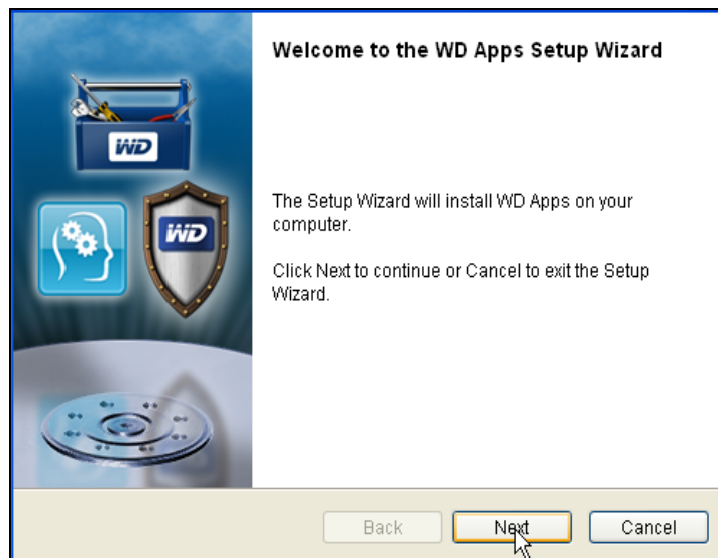 Welcome to the WD Apps Setup Wizard
WD
WD
The Setup Wizard will install WD Apps on your
computer.
Click Next to continue or Cancel to exit the Setup
Wizard.
Back
Next
Cancel